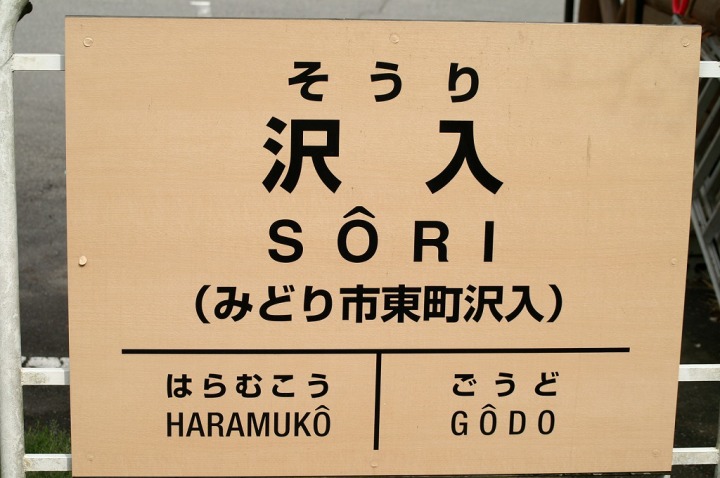 そうり
沢入
SÔRI
(みどり市東町沢入)
はらむこう ごうど
HARAMUKÔ GÔDO